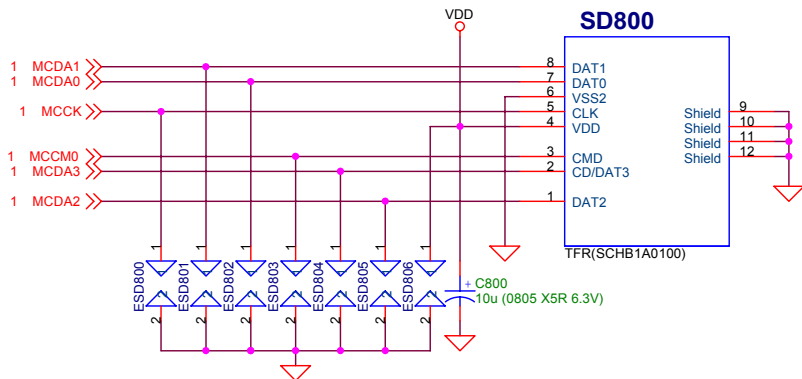 VDD
SD800
1 MCDA1
1 MCDA0
1 MCCK
1 MCCM0
1 MCDA3
1 MCDA2
8 DAT1
7 DAT0
6 VSS2
5 CLK
4 VDD
3 CMD
2 CD/DAT3
1 DAT2
Shield 9
Shield 10
Shield 11
Shield 12
TFR(SCHB1A0100)
1 1 1 1 1 1 1
ESD800
ESD801
ESD802
ESD803
ESD804
ESD805
ESD806
2 2 2 2 2 2 2
+ C800
10u (0805 X5R 6.3V)